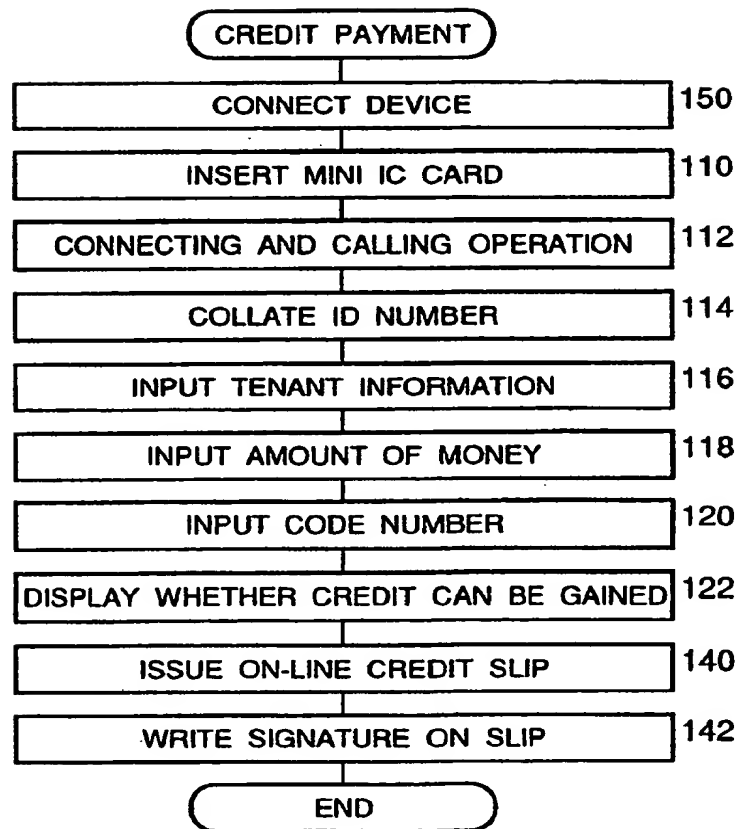 CREDIT PAYMENT
CONNECT DEVICE 150
INSERT MINI IC CARD 110
CONNECTING AND CALLING OPERATION 112
COLLATE ID NUMBER 114
INPUT TENANT INFORMATION 116
INPUT AMOUNT OF MONEY 118
INPUT CODE NUMBER 120
DISPLAY WHETHER CREDIT CAN BE GAINED 122
ISSUE ON-LINE CREDIT SLIP 140
WRITE SIGNATURE ON SLIP 142
END